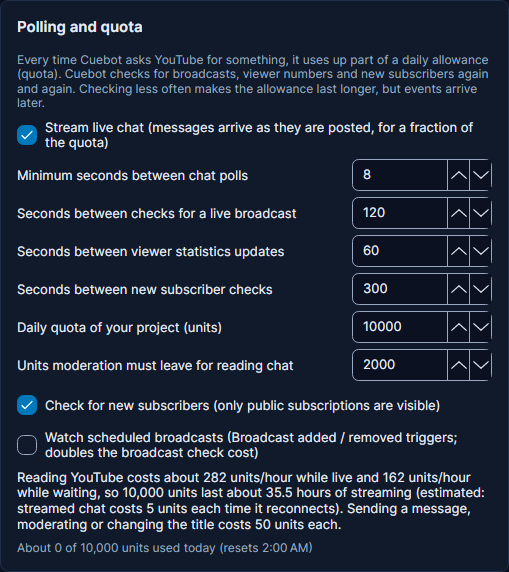 Polling and quota
Every time Cuebot asks YouTube for something, it uses up part of a daily allowance
(quota). Cuebot checks for broadcasts, viewer numbers and new subscribers again
and again. Checking less often makes the allowance last longer, but events arrive
later.
Stream live chat (messages arrive as they are posted, for a fraction of
the quota)
Minimum seconds between chat polls 8
Seconds between checks for a live broadcast 120
Seconds between viewer statistics updates 60
Seconds between new subscriber checks 300
Daily quota of your project (units) 10000
Units moderation must leave for reading chat 2000
Check for new subscribers (only public subscriptions are visible)
Watch scheduled broadcasts (Broadcast added / removed triggers;
doubles the broadcast check cost)
Reading YouTube costs about 282 units/hour while live and 162 units/hour
while waiting, so 10,000 units last about 35.5 hours of streaming (estimated:
streamed chat costs 5 units each time it reconnects). Sending a message,
moderating or changing the title costs 50 units each.
About 0 of 10,000 units used today (resets 2:00 AM)